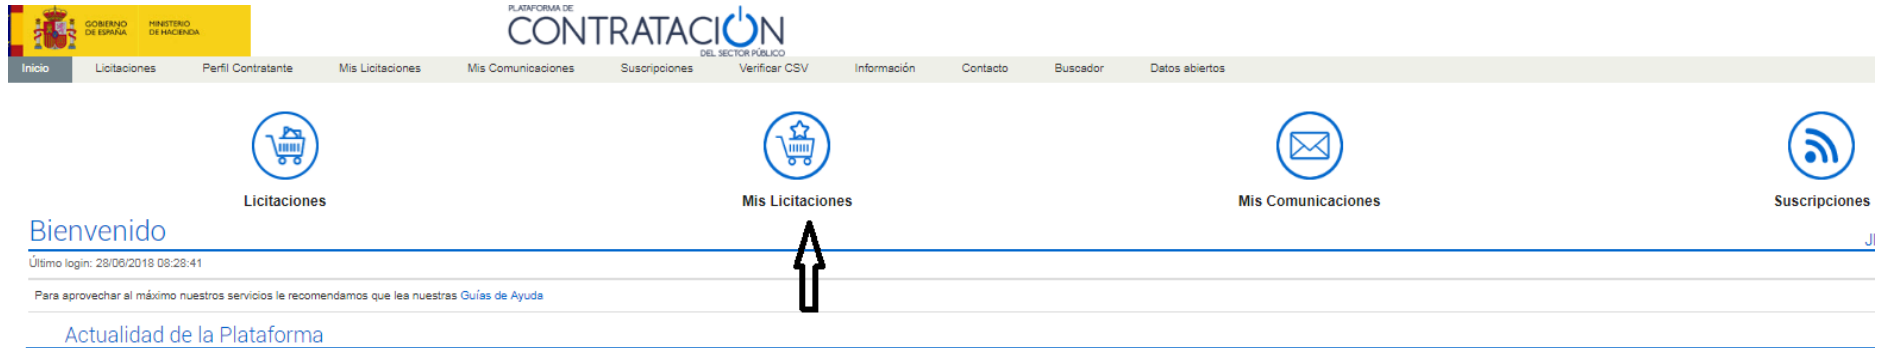 GOBIERNO DE ESPAÑA
MINISTERIO DE HACIENDA
PLATAFORMA DE
CONTRATACIÓN
DEL SECTOR PÚBLICO
Inicio Licitaciones Perfil Contratante Mis Licitaciones Mis Comunicaciones Suscripciones Verificar CSV Información Contacto Buscador Datos abiertos
Licitaciones Mis Licitaciones Mis Comunicaciones Suscripciones
Bienvenido
Último login: 28/06/2018 08:28:41
Para aprovechar al máximo nuestros servicios le recomendamos que lea nuestras Guías de Ayuda
Actualidad de la Plataforma